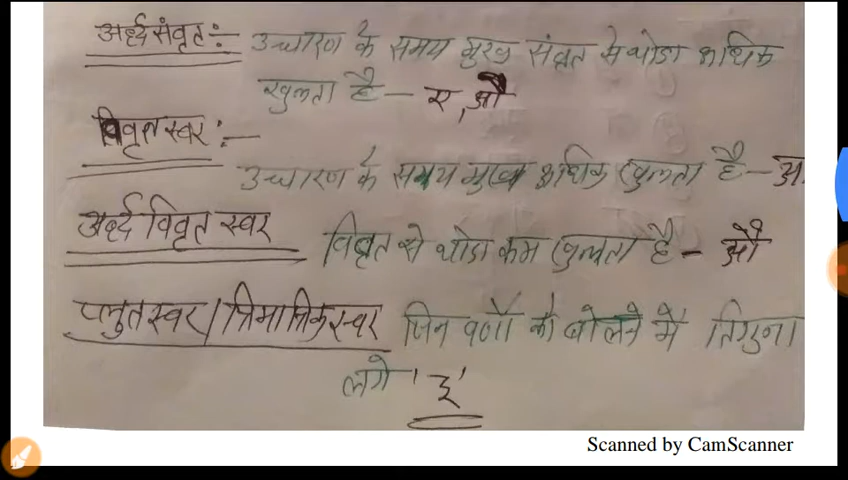 अर्द्ध संवृत:— उच्चारण के समय मुख संवृत से थोडा अधिक
खुलता है — ए, ओ
विवृत स्वर:—
उच्चारण के समय मुख अधिक खुलता है — अ
अर्द्ध विवृत स्वर विवृत से थोडा कम खुलता है - औ
प्लुत स्वर / त्रिमात्रिक स्वर जिन वर्णों को बोलने में तिगुना
लगे '३'
Scanned by CamScanner